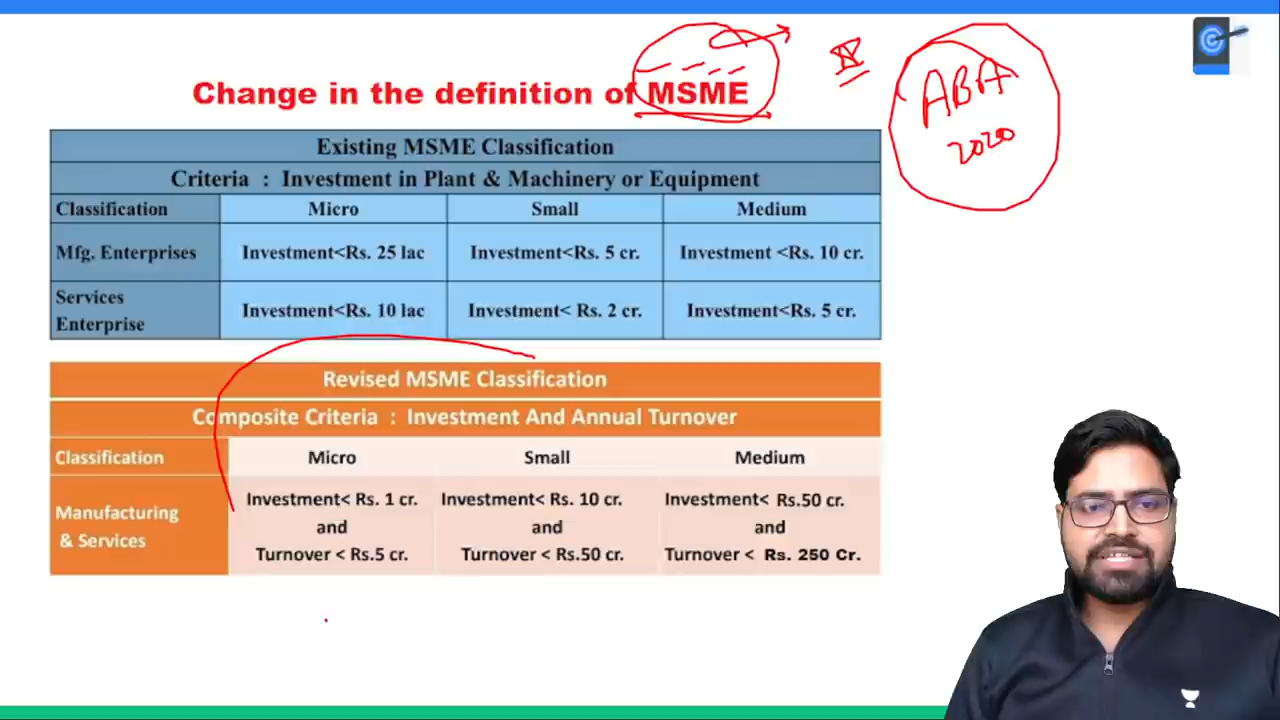 Change in the definition of MSME
ABA
2020
Existing MSME Classification
Criteria : Investment in Plant & Machinery or Equipment
Classification Micro Small Medium
Mfg. Enterprises Investment<Rs. 25 lac Investment<Rs. 5 cr. Investment <Rs. 10 cr.
Services Enterprise Investment<Rs. 10 lac Investment< Rs. 2 cr. Investment<Rs. 5 cr.
Revised MSME Classification
Composite Criteria : Investment And Annual Turnover
Classification Micro Small Medium
Manufacturing & Services Investment< Rs. 1 cr. and Turnover < Rs.5 cr. Investment< Rs. 10 cr. and Turnover < Rs.50 cr. Investment< Rs.50 cr. and Turnover < Rs. 250 Cr.